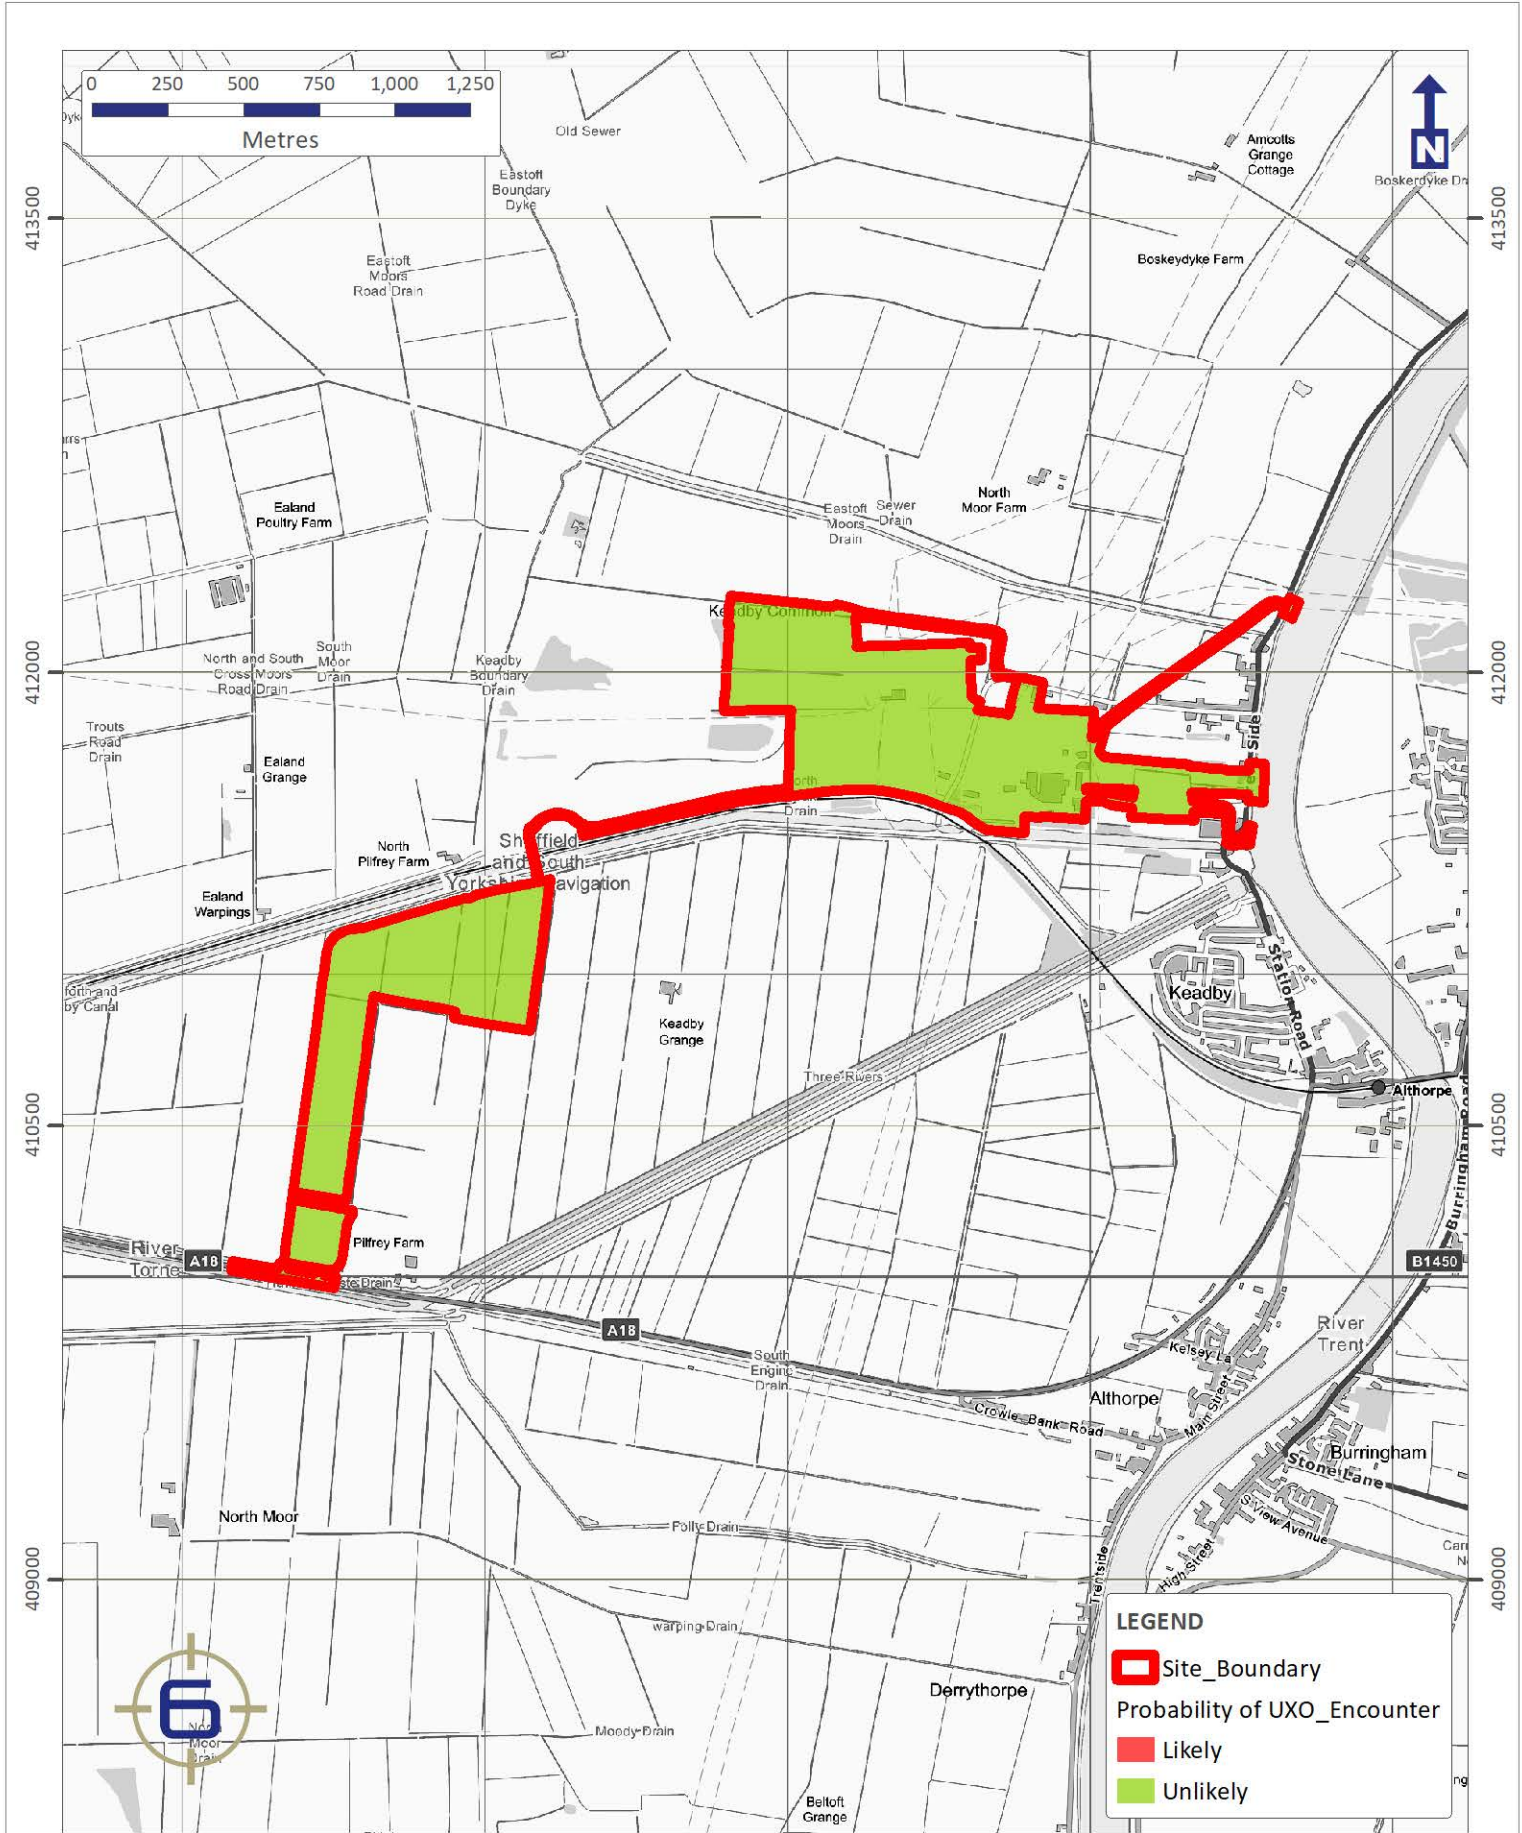 0 250 500 750 1,000 1,250
Metres
N
Old Sewer
Amcotts
Grange
Cottage
Eastoft
Boundary
Dyke
413500
413500
Boskeydyke Farm
Eastoft
Moors
Road Drain
Ealand
Poultry Farm
North
Moor Farm
Eastoft
Moors
Drain
Sewer
Drain
Keadby Common
412000
412000
North and South
Cross Moors
Road Drain
South
Moor
Drain
Keadby
Boundary
Drain
Trouts
Road
Drain
Ealand
Grange
Side
Drain
North
Pilfrey Farm
Sheffield
and South
Ealand
Warpings
by Canal
Keadby
Station Road
Keadby
Grange
Three Rivers
Althorpe
410500
410500
Burringham Road
Pilfrey Farm
River
Torne
A18
B1450
A18
River
Trent
Kelsey La
South
Engine
Drain
Althorpe
Main Street
Crowle Bank Road
Burringham
Stone Lane
S View Avenue
North Moor
Folly Drain
High Street
Trentside
409000
409000
warping Drain
Derrythorpe
Moody Drain
North
Moor
Drain
6
Beltoft
Grange
LEGEND
Site_Boundary
Probability of UXO_Encounter
Likely
Unlikely